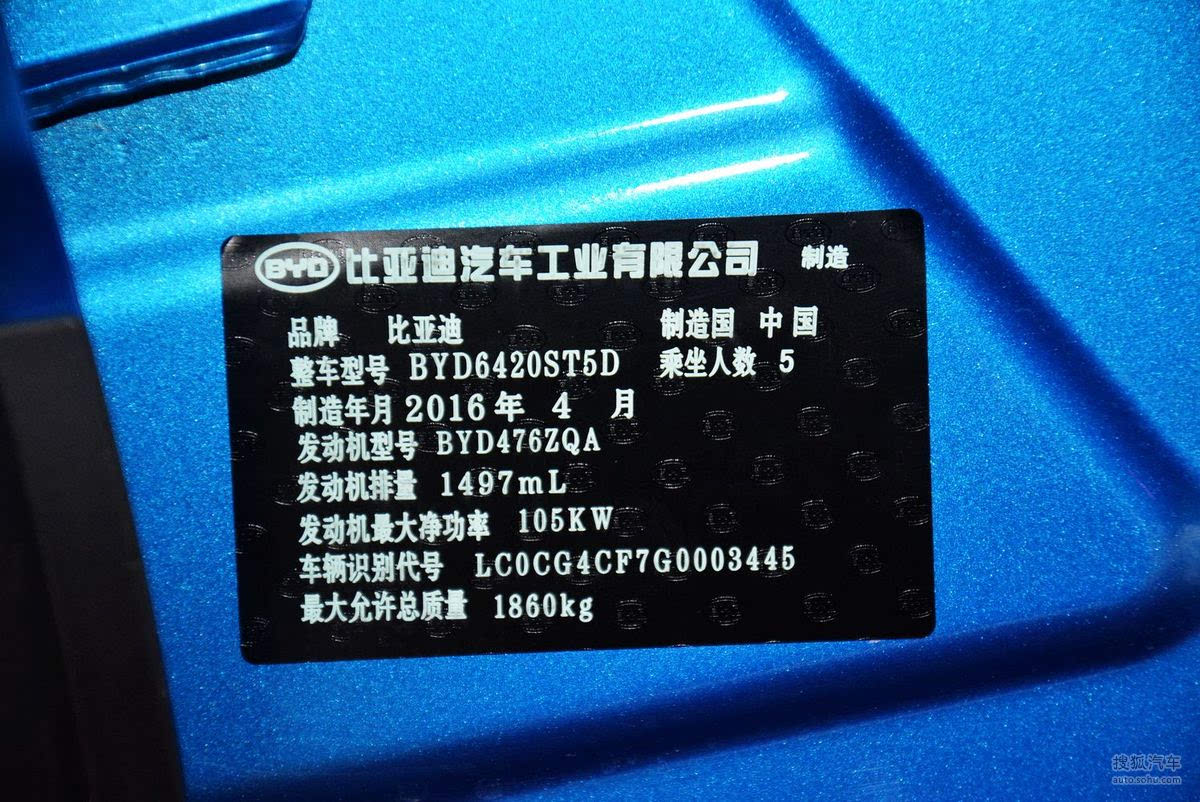 BYD 比亚迪汽车工业有限公司 制造
品牌 比亚迪 制造国 中国
整车型号 BYD6420ST5D 乘坐人数 5
制造年月 2016 年 4 月
发动机型号 BYD476ZQA
发动机排量 1497mL
发动机最大净功率 105KW
车辆识别代号 LC0CG4CF7G0003445
最大允许总质量 1860kg
搜狐汽车
auto.sohu.com